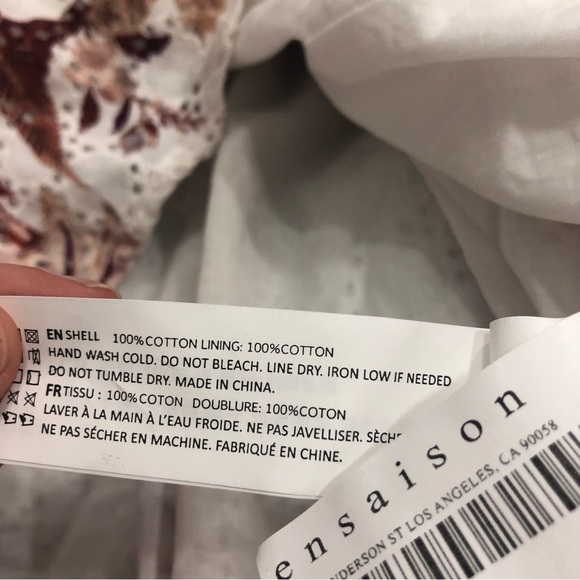 EN SHELL 100%COTTON LINING: 100%COTTON
HAND WASH COLD. DO NOT BLEACH. LINE DRY. IRON LOW IF NEEDED
DO NOT TUMBLE DRY. MADE IN CHINA.
FR TISSU : 100%COTON DOUBLURE: 100%COTON
LAVER À LA MAIN À L'EAU FROIDE. NE PAS JAVELLISER.
NE PAS SÉCHER EN MACHINE. FABRIQUÉ EN CHINE.
ensaison
ST LOS ANGELES, CA 90058